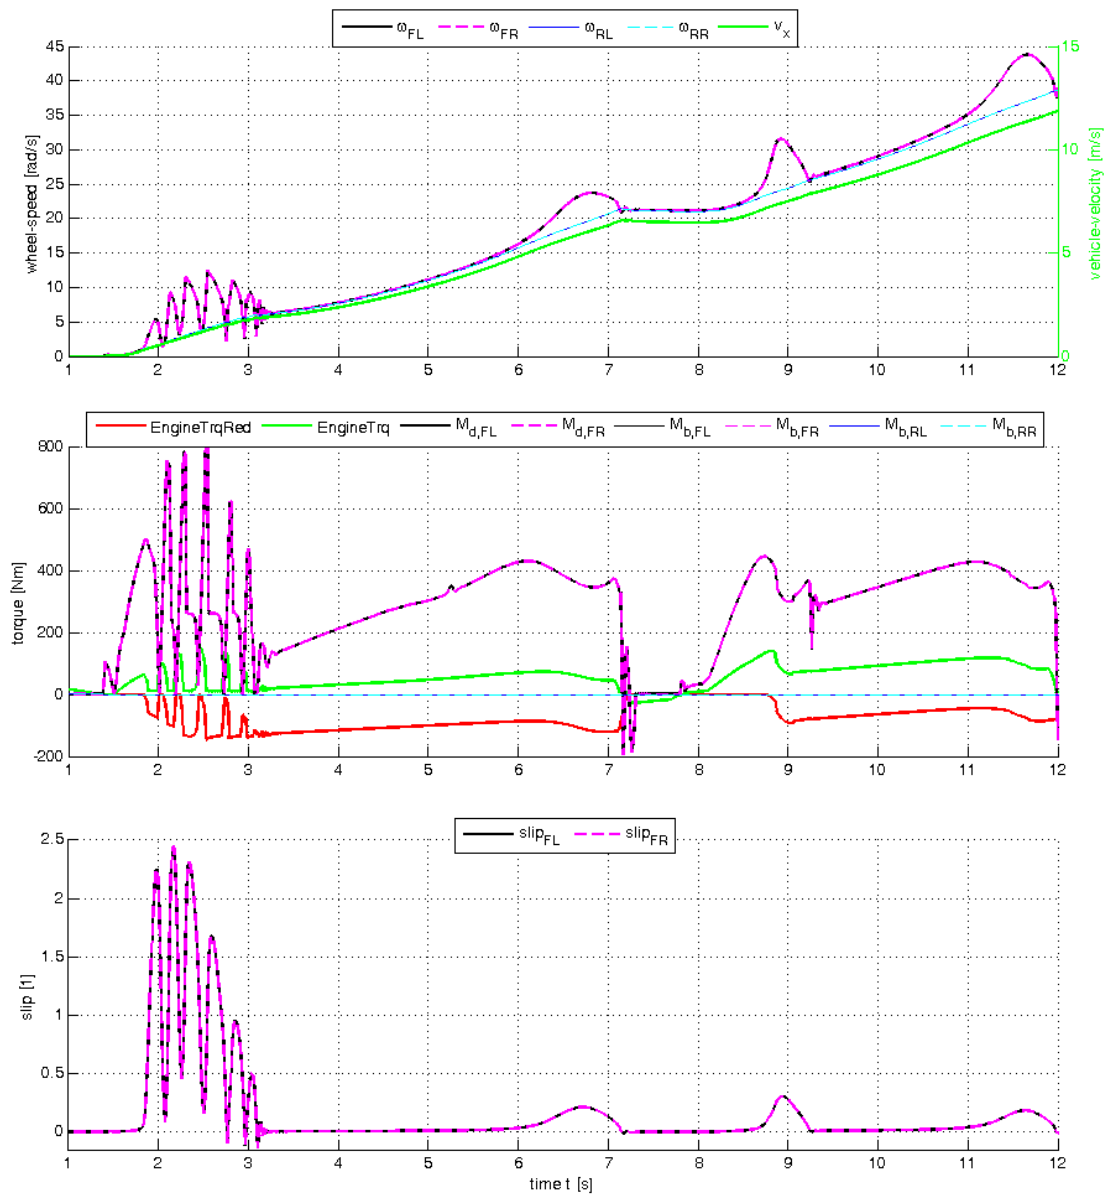 ω_FL ω_FR ω_RL ω_RR v_x
45 40 35 30 25 20 15 10 5 0
wheel-speed [rad/s]
15 10 5 0
vehicle-velocity [m/s]
1 2 3 4 5 6 7 8 9 10 11 12
EngineTrqRed EngineTrq M_d,FL M_d,FR M_b,FL M_b,FR M_b,RL M_b,RR
800 600 400 200 0 -200
torque [Nm]
1 2 3 4 5 6 7 8 9 10 11 12
slip_FL slip_FR
2.5 2 1.5 1 0.5 0
slip [1]
1 2 3 4 5 6 7 8 9 10 11 12
time t [s]